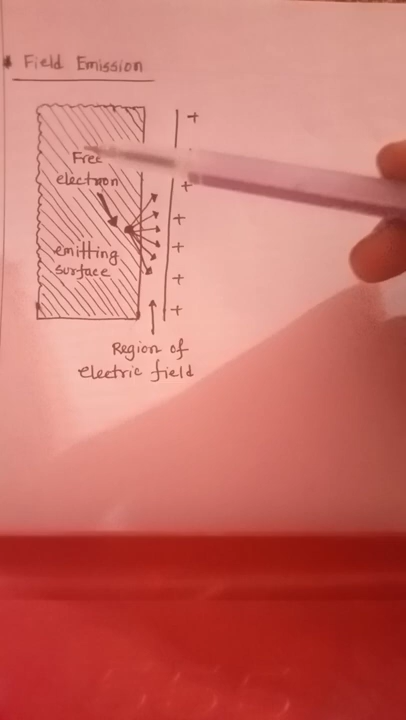 Field Emission
+
Free
+
electron
+
+
emitting
surface
+
+
Region of
electric field